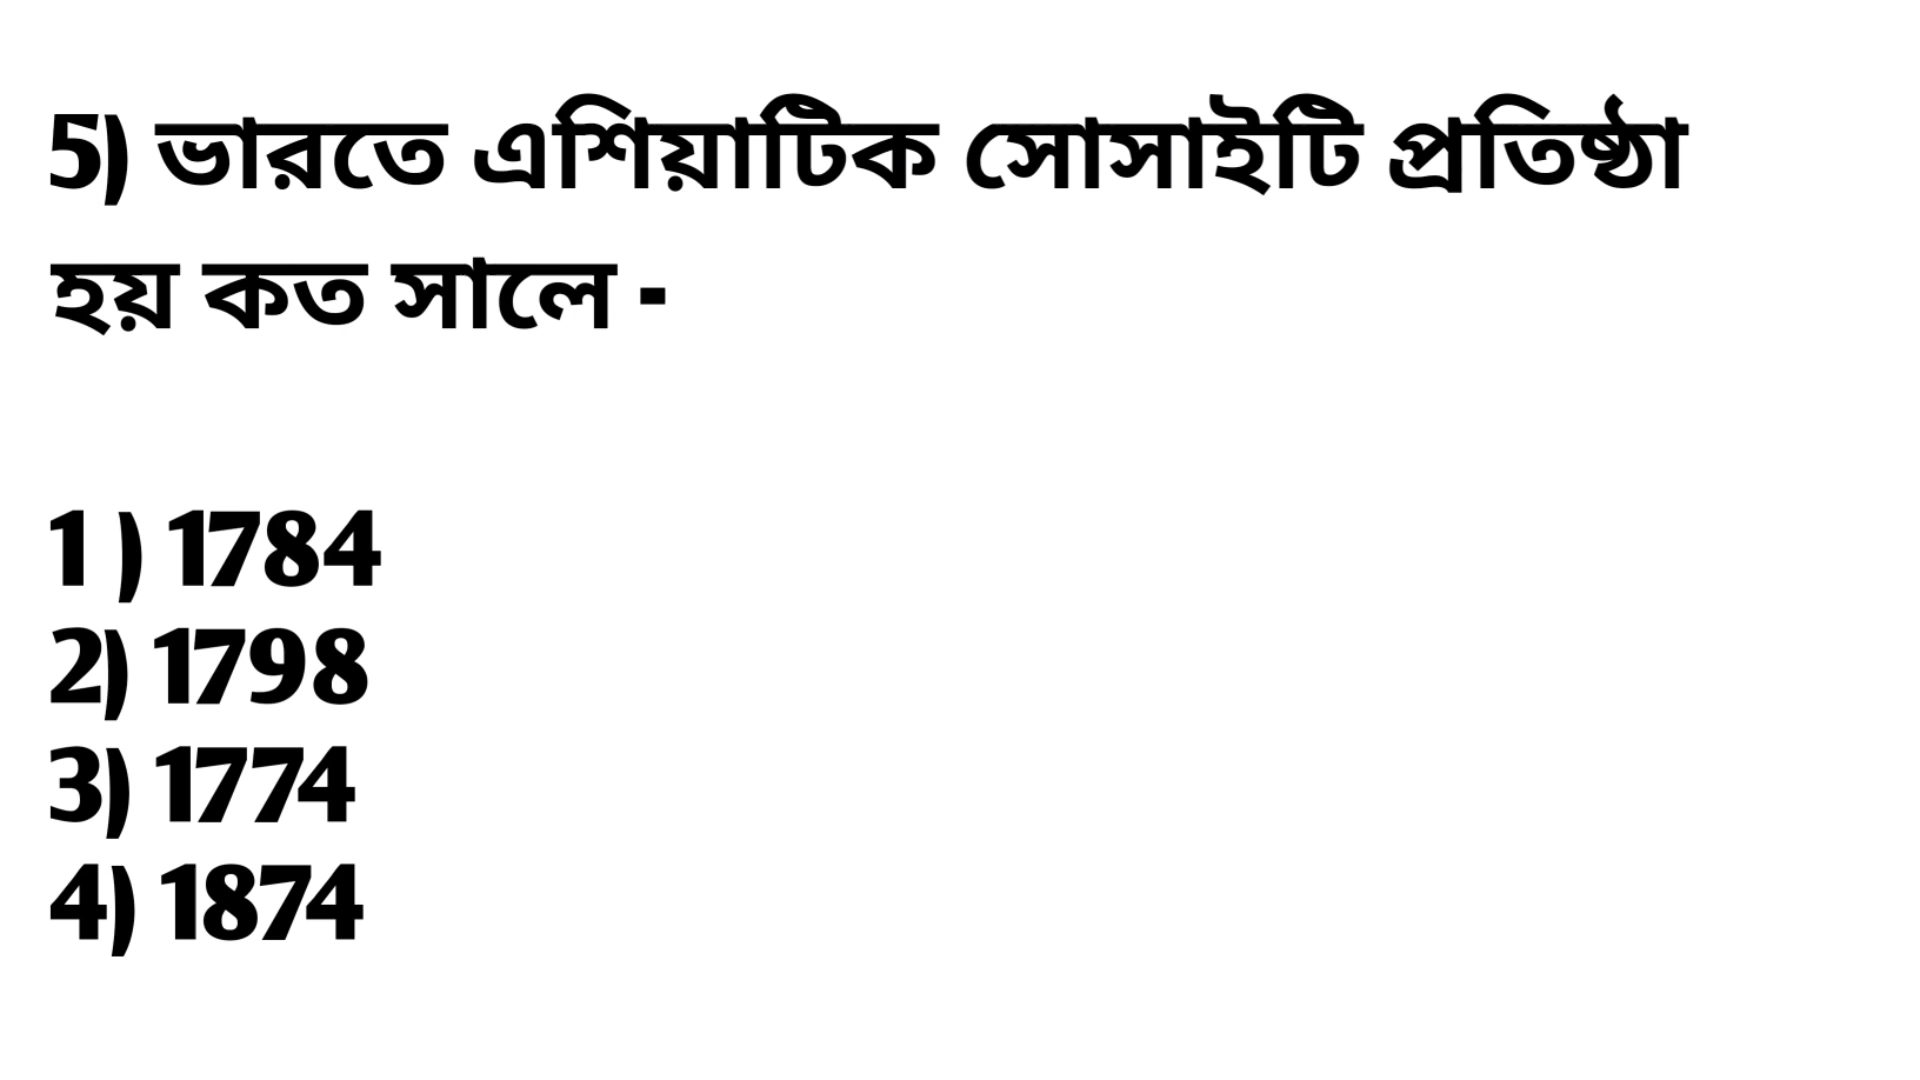 5) ভারতে এশিয়াটিক সোসাইটি প্রতিষ্ঠা
হয় কত সালে -
1 ) 1784
2) 1798
3) 1774
4) 1874